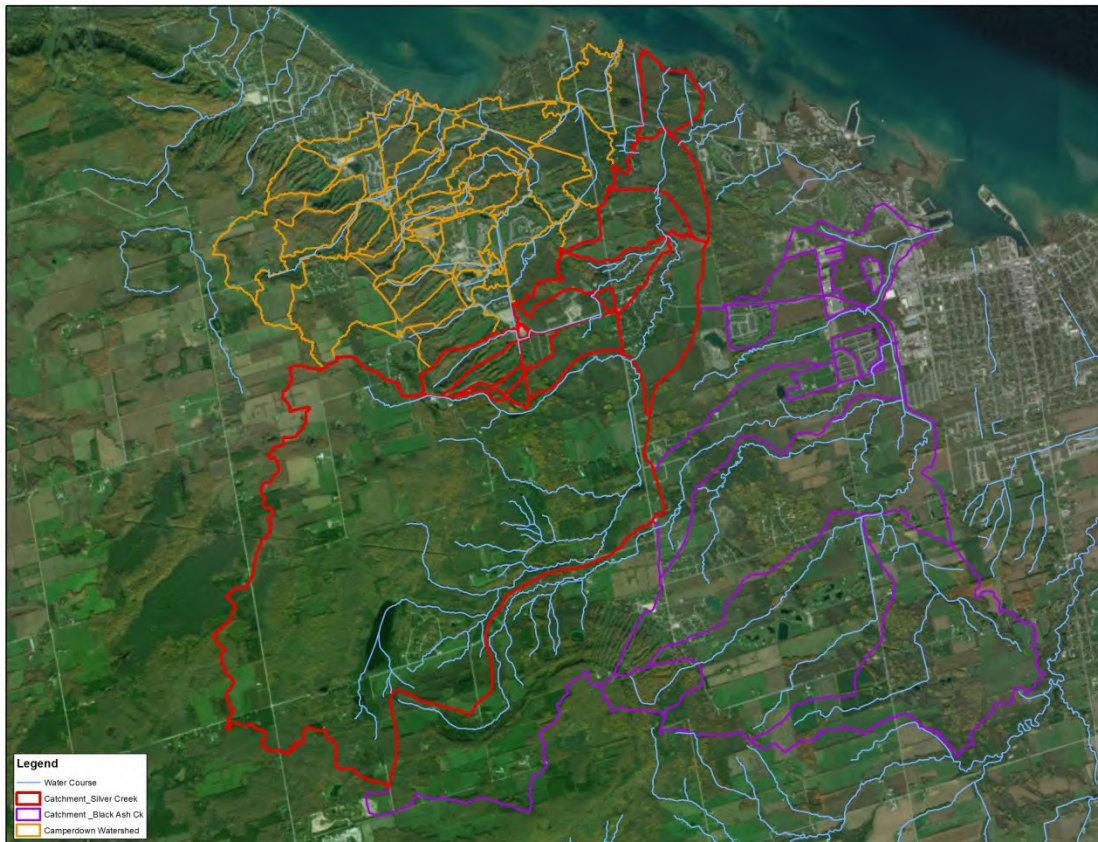 Legend
Water Course
Catchment_Silver Creek
Catchment _Black Ash Ck
Camperdown Watershed